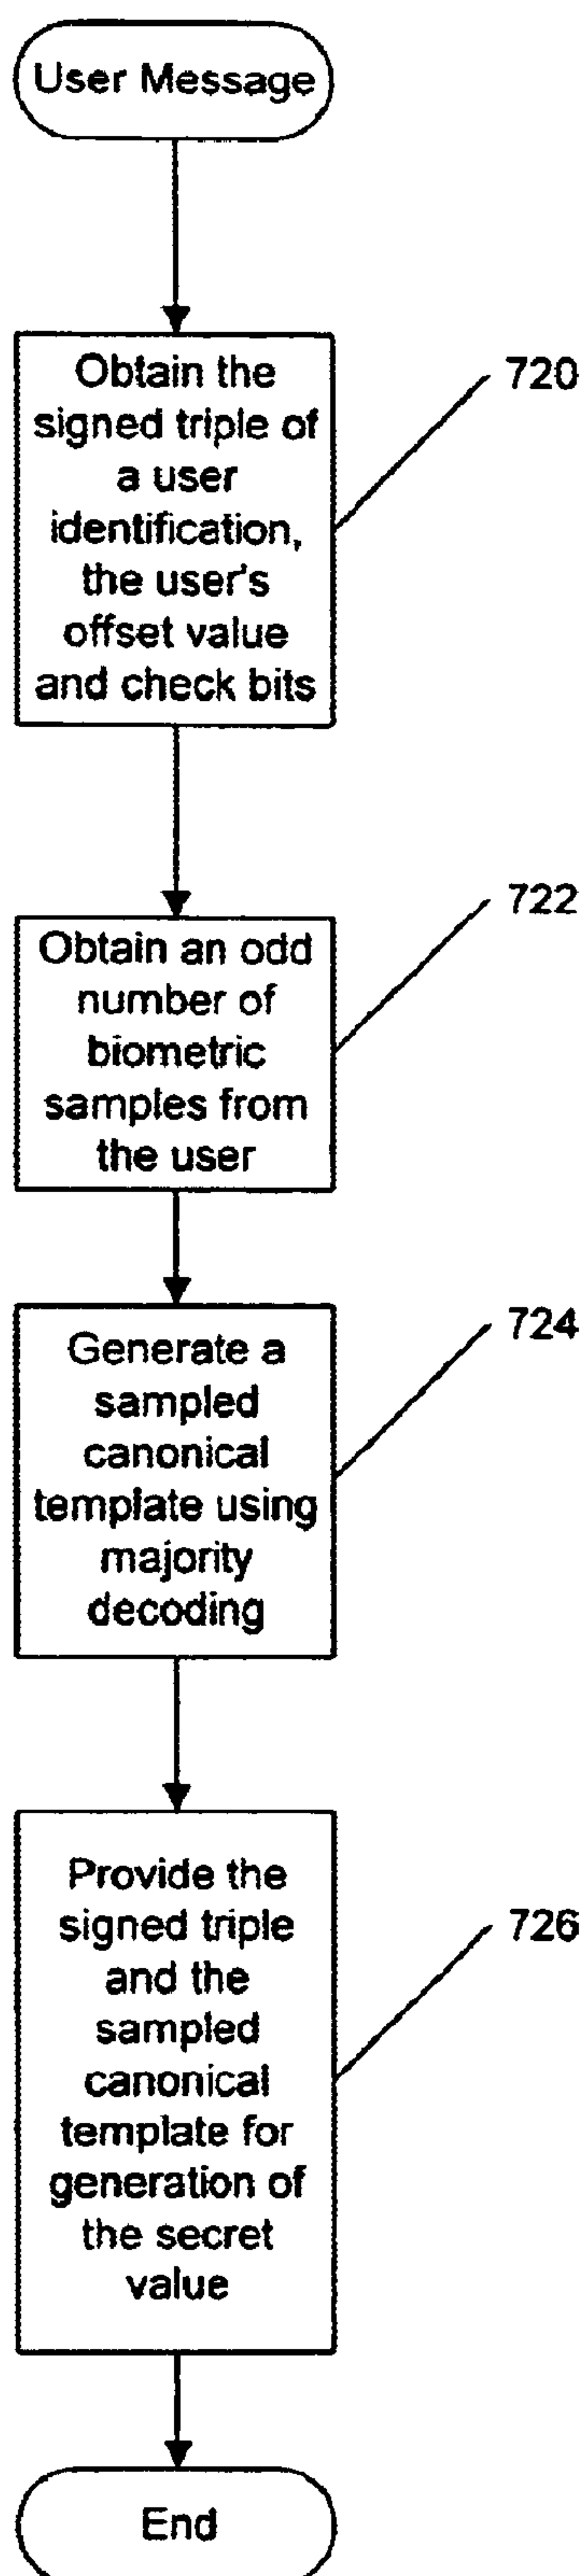 User Message
Obtain the
720
signed triple of
a user
identification,
the user's
offset value
and check bits
722
Obtain an odd
number of
biometric
samples from
the user
724
Generate a
sampled
canonical
template using
majority
decoding
Provide the
signed triple
726
and the
sampled
canonical
template for
generation of
the secret
value
End